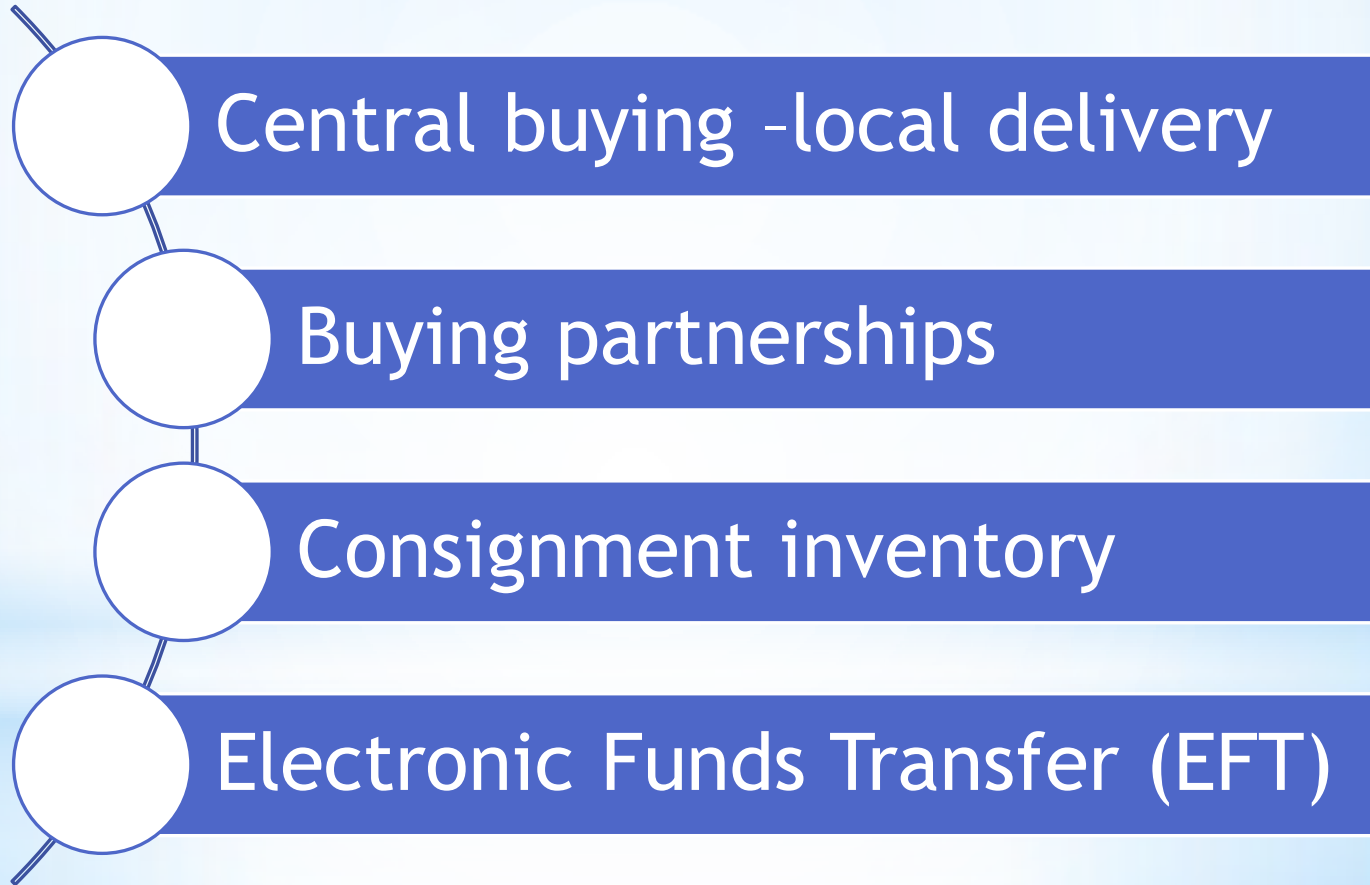 Central buying –local delivery
Buying partnerships
Consignment inventory
Electronic Funds Transfer (EFT)